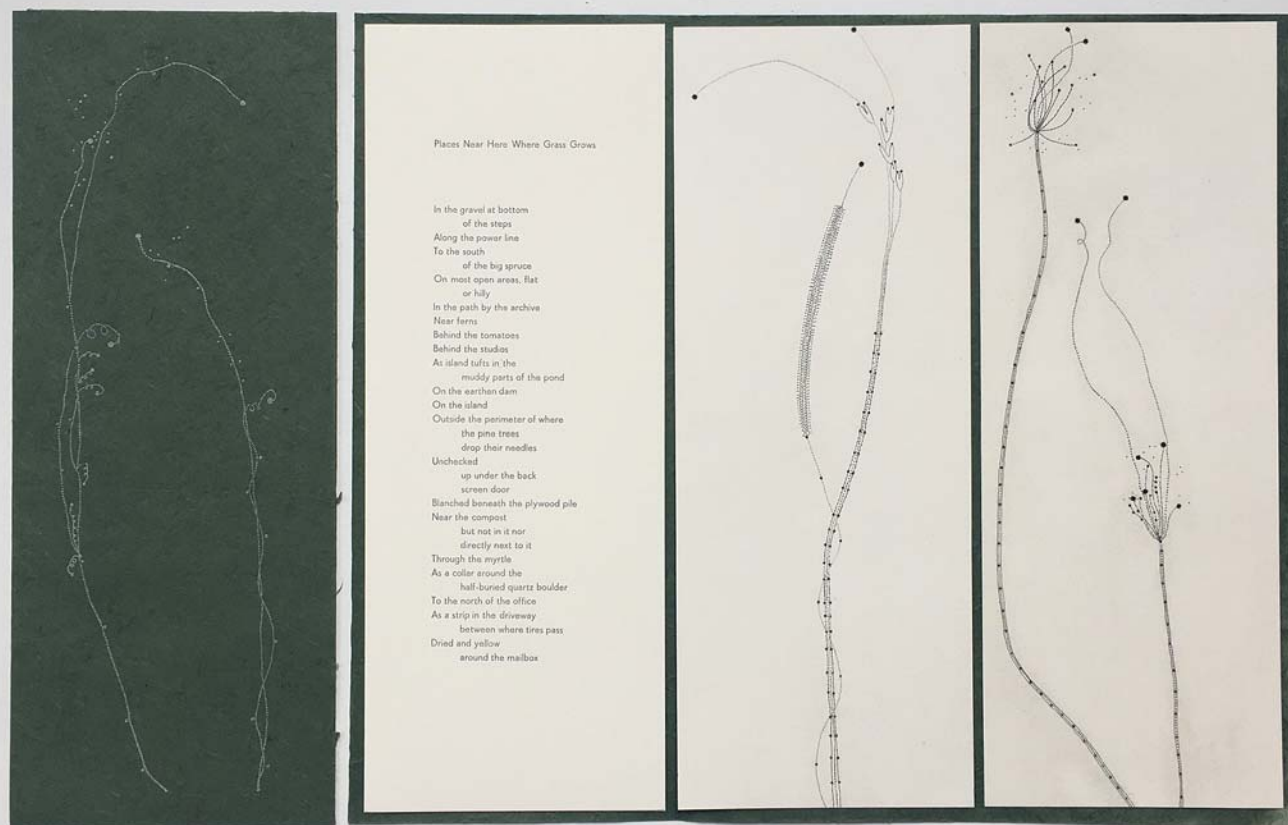 Places Near Here Where Grass Grows
In the gravel at bottom
of the steps
Along the power line
To the south
of the big spruce
On most open areas, flat
or hilly
In the path by the archive
Near ferns
Behind the tomatoes
Behind the studios
As island tufts in the
muddy parts of the pond
On the earthen dam
On the island
Outside the perimeter of where
the pine trees
drop their needles
Unchecked
up under the back
screen door
Blanched beneath the plywood pile
Near the compost
but not in it nor
directly next to it
Through the myrtle
As a collar around the
half-buried quartz boulder
To the north of the office
As a strip in the driveway
between where tires pass
Dried and yellow
around the mailbox